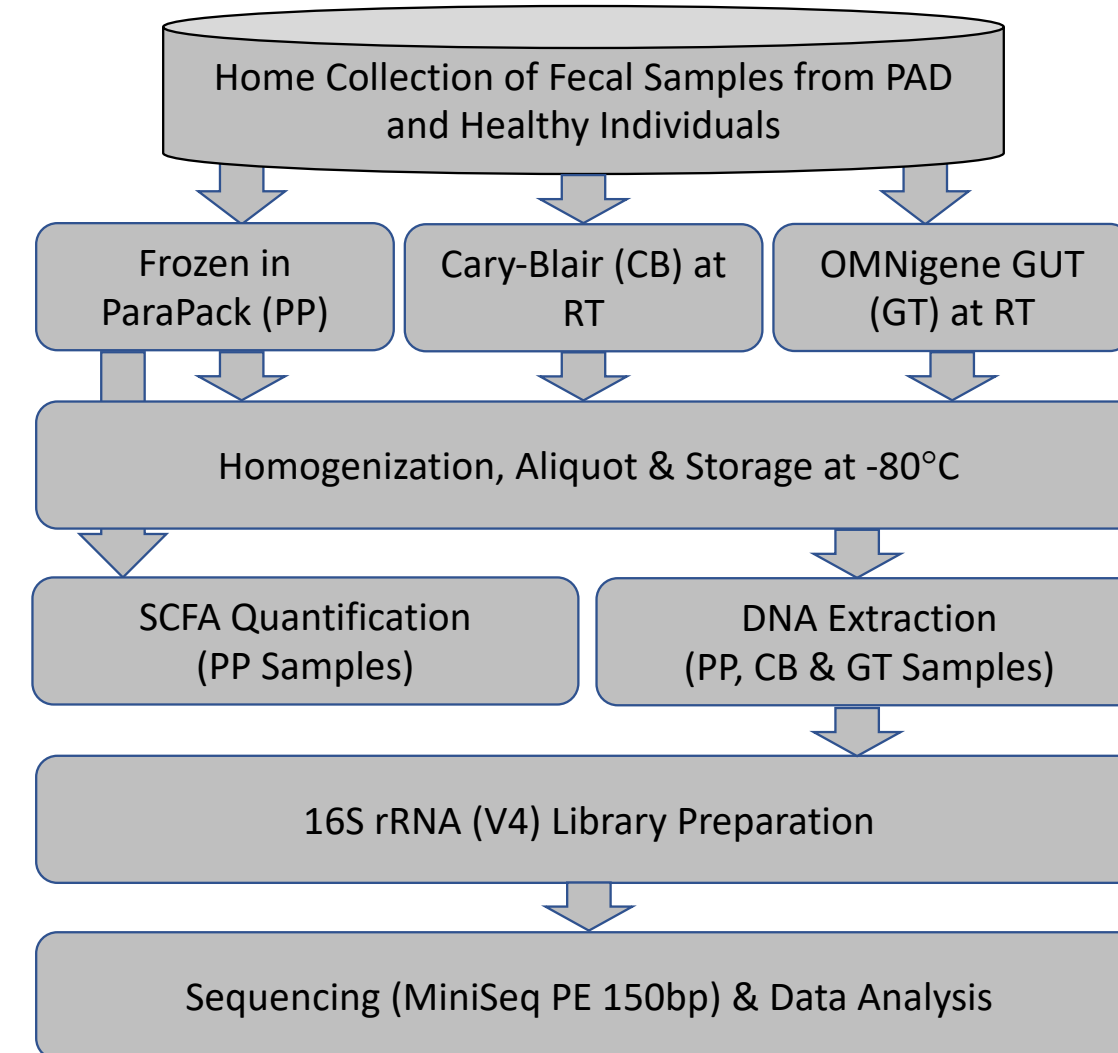 Home Collection of Fecal Samples from PAD
and Healthy Individuals
Frozen in
ParaPack (PP)
Cary-Blair (CB) at
RT
OMNigene GUT
(GT) at RT
Homogenization, Aliquot & Storage at -80°C
SCFA Quantification
(PP Samples)
DNA Extraction
(PP, CB & GT Samples)
16S rRNA (V4) Library Preparation
Sequencing (MiniSeq PE 150bp) & Data Analysis